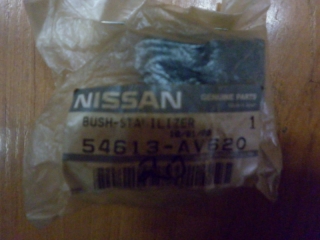 NISSAN GENUINE PARTS
BUSH-STABILIZER 1
54613-AV620